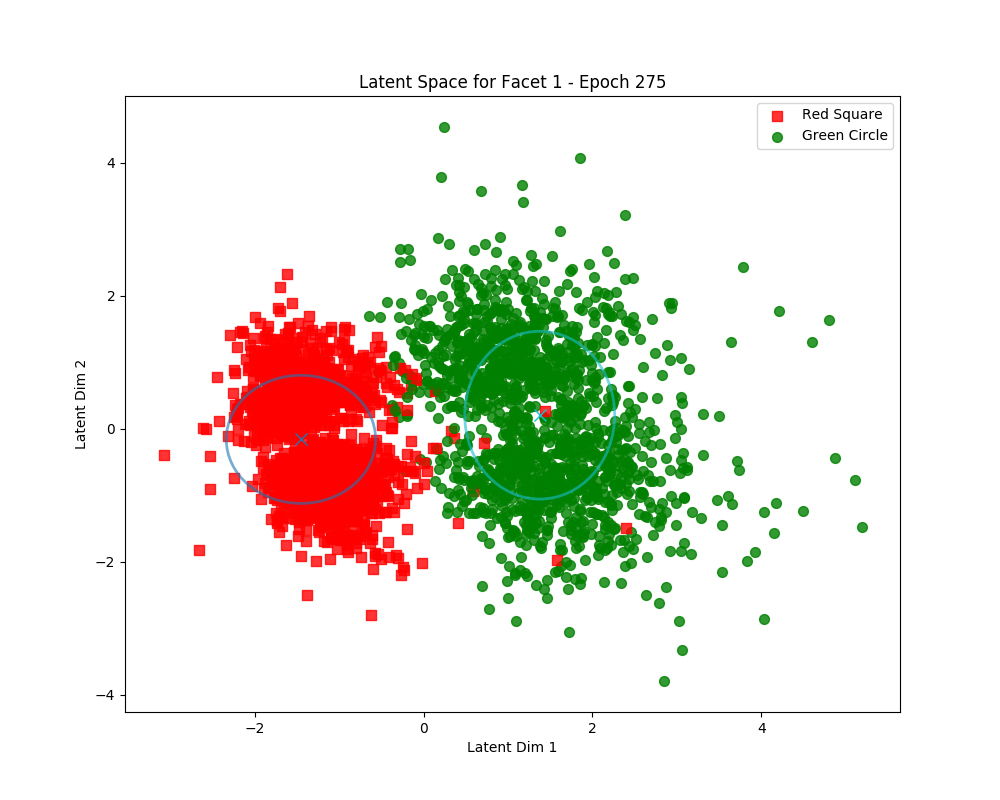 Latent Space for Facet 1 - Epoch 275
Red Square
Green Circle
4
2
0
−2
−4
Latent Dim 2
−2
0
2
4
Latent Dim 1